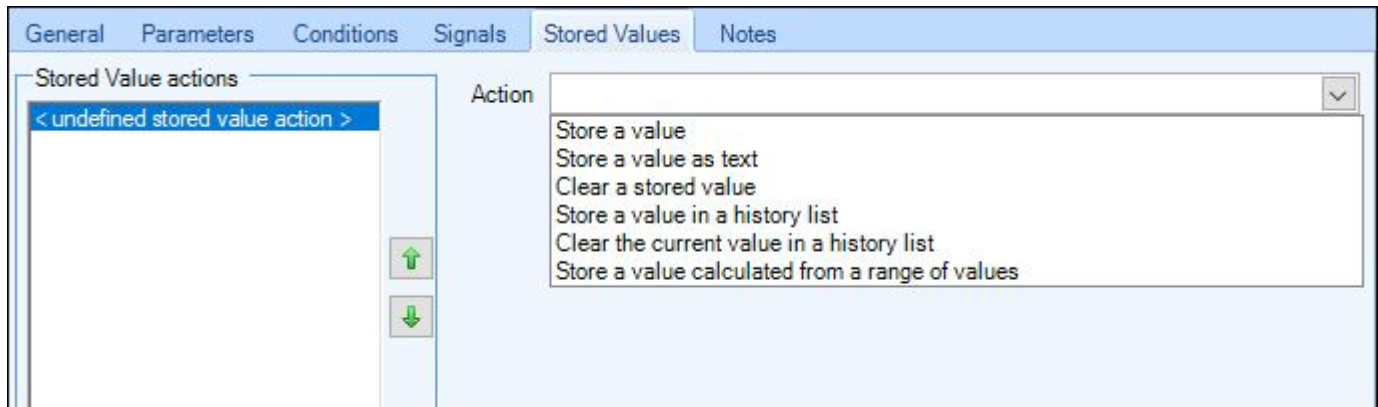 General Parameters Conditions Signals Stored Values Notes
Stored Value actions
< undefined stored value action >
Action
Store a value
Store a value as text
Clear a stored value
Store a value in a history list
Clear the current value in a history list
Store a value calculated from a range of values